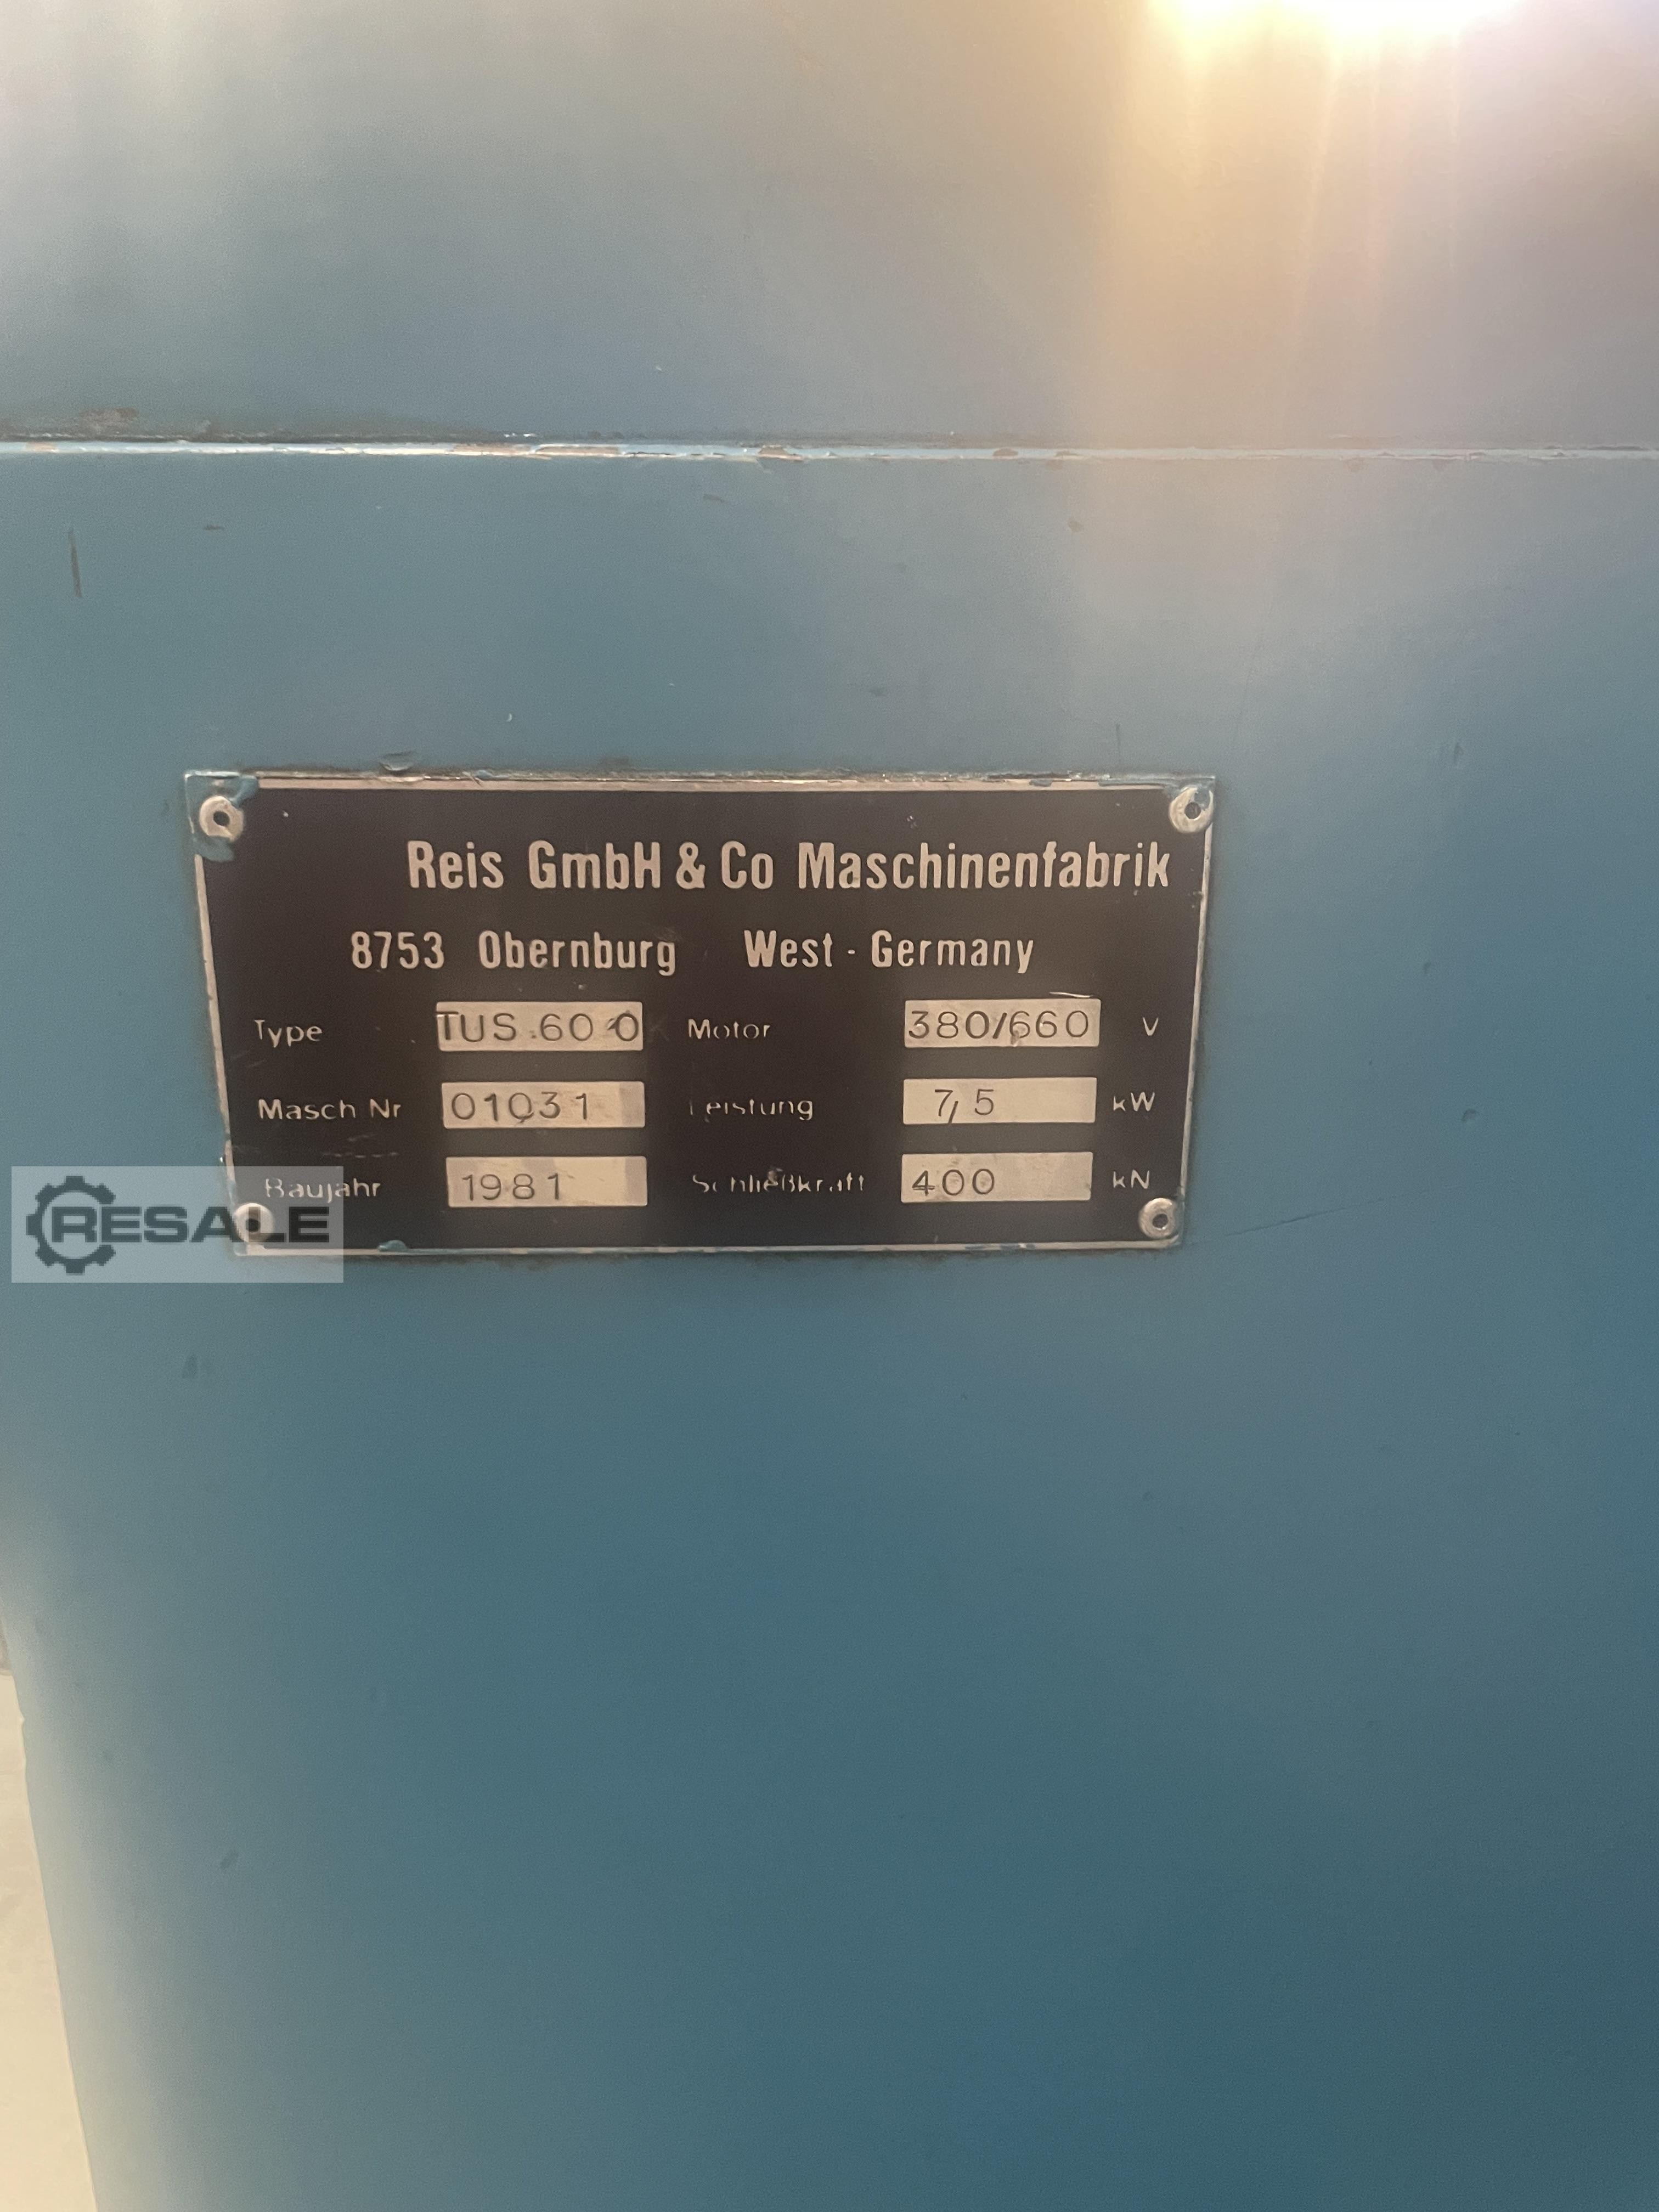 Reis GmbH & Co Maschinenfabrik
8753 Obernburg West - Germany
Type TUS.600 Motor 380/660 V
Masch Nr 01031 Leistung 7,5 kW
Baujahr 1981 Schließkraft 400 kN
RESALE